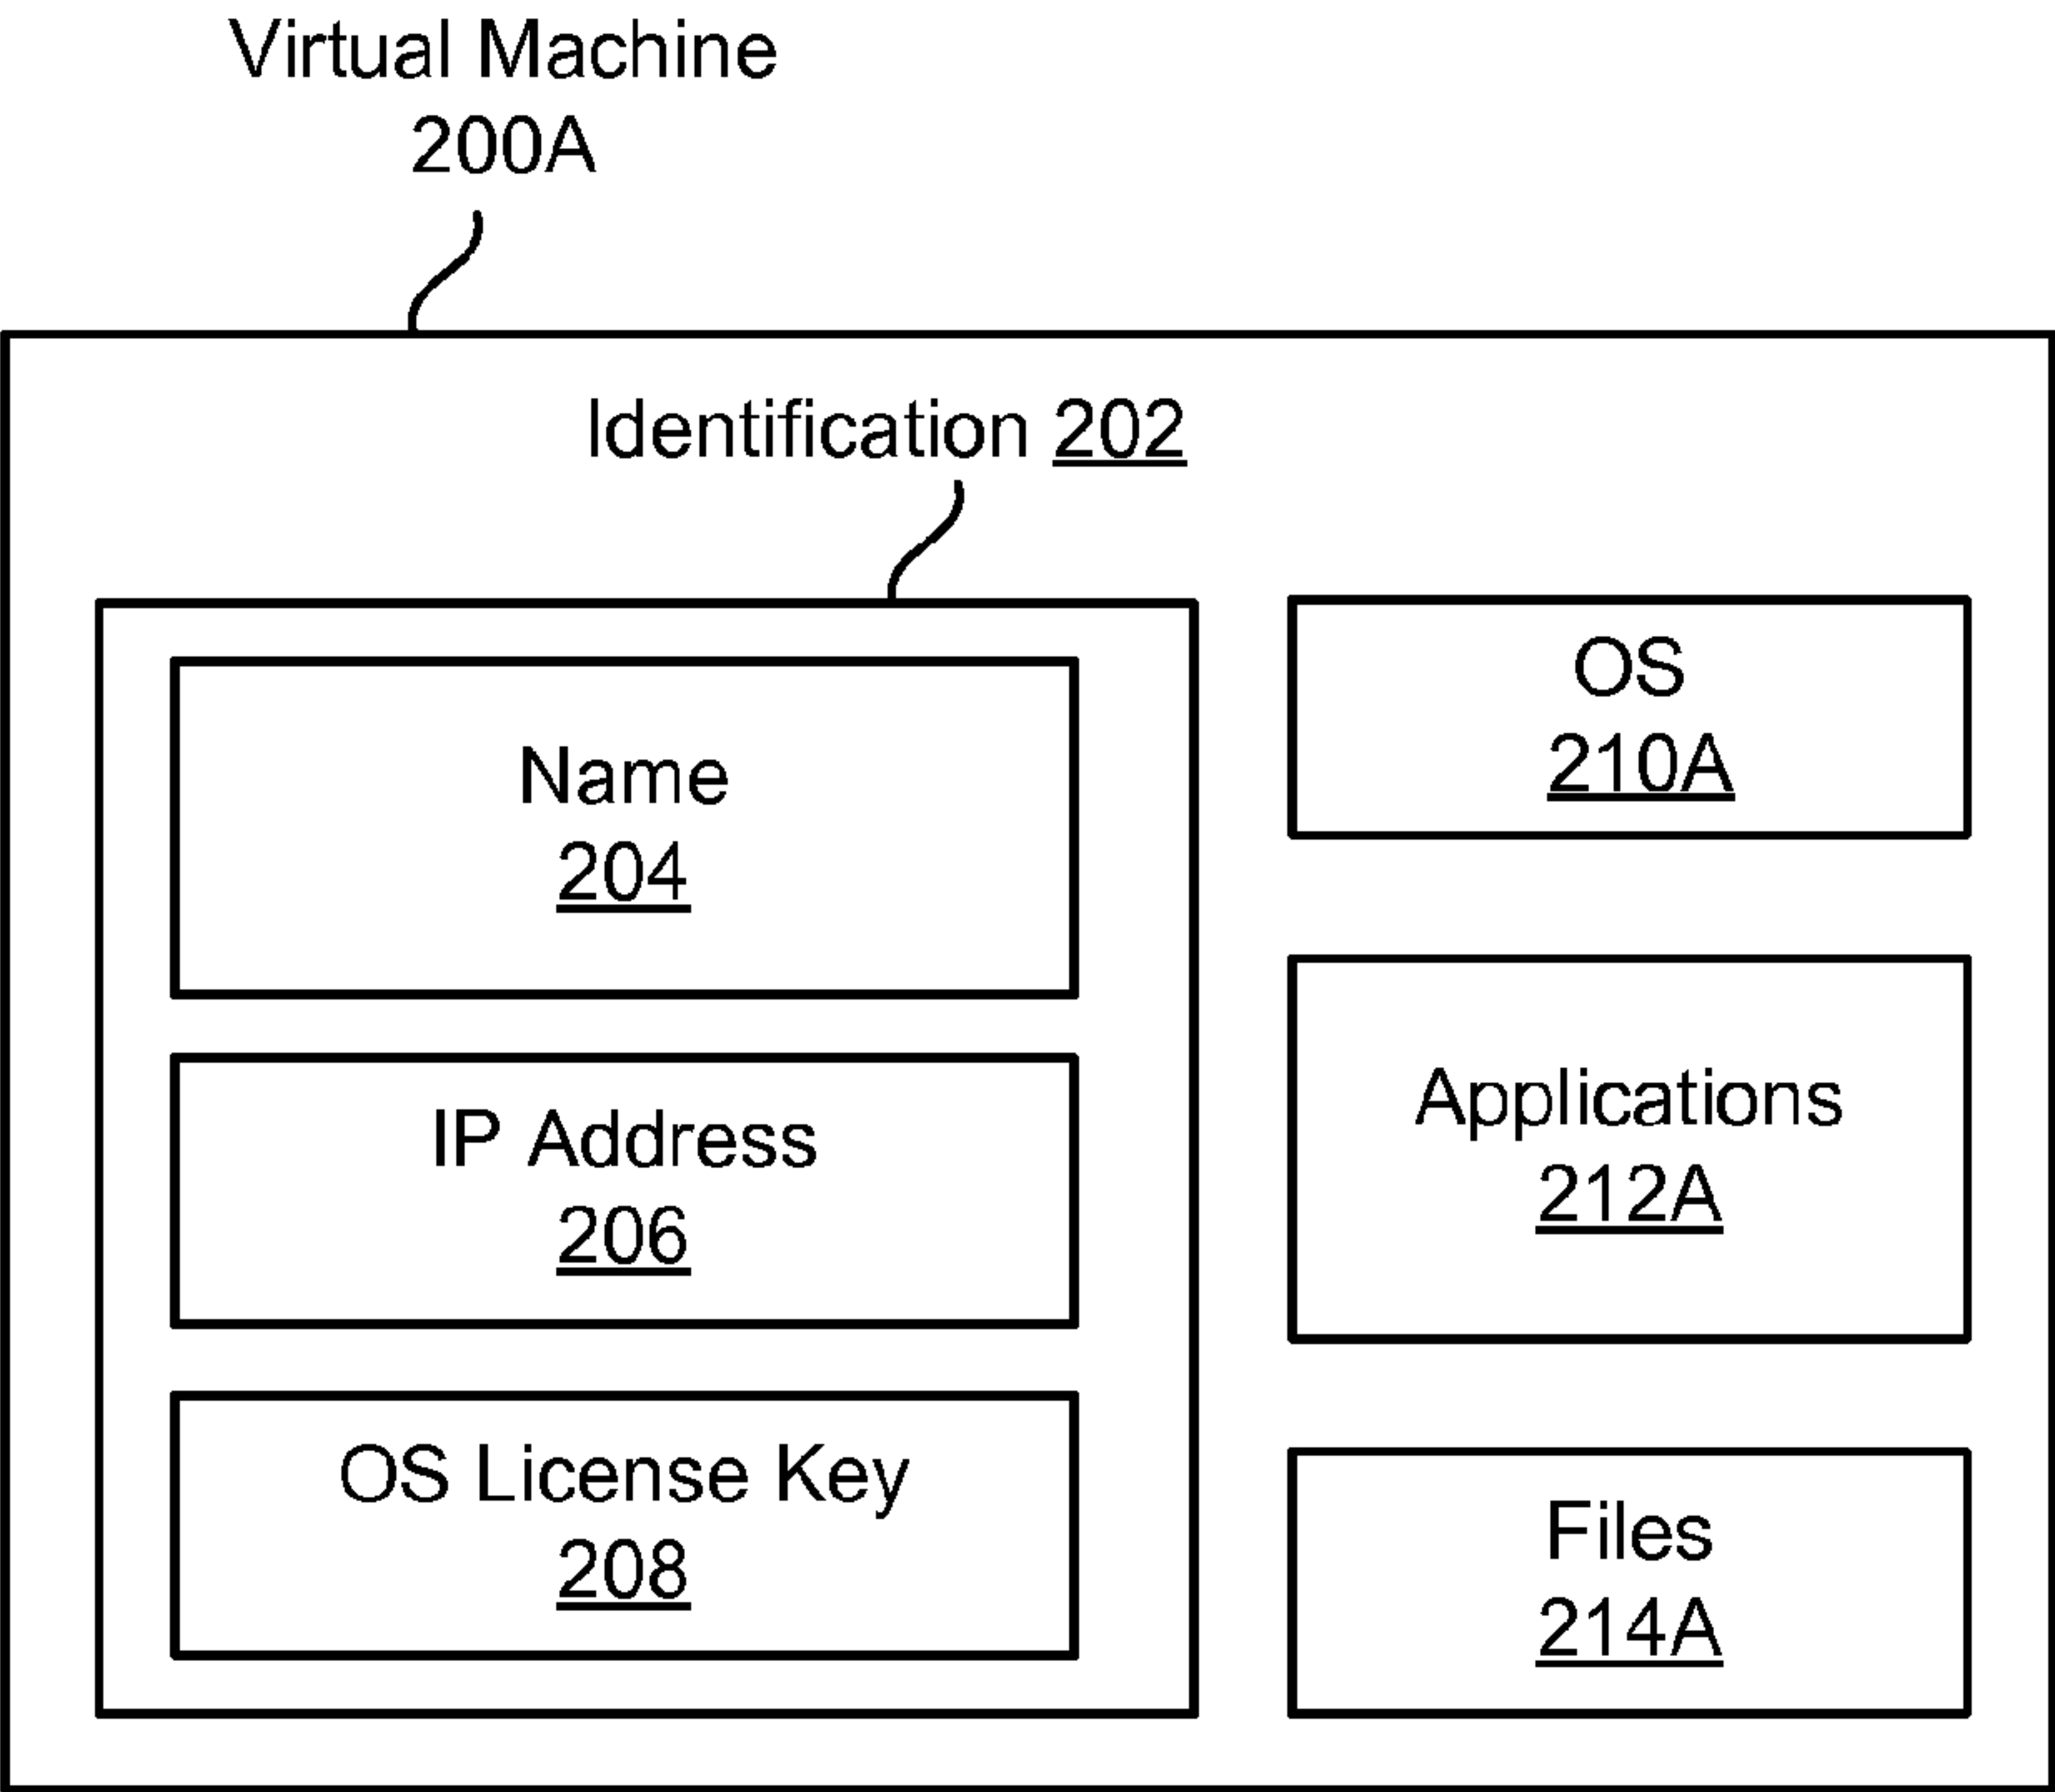 Virtual Machine
200A
Identification 202
Name
204
IP Address
206
OS License Key
208
OS
210A
Applications
212A
Files
214A